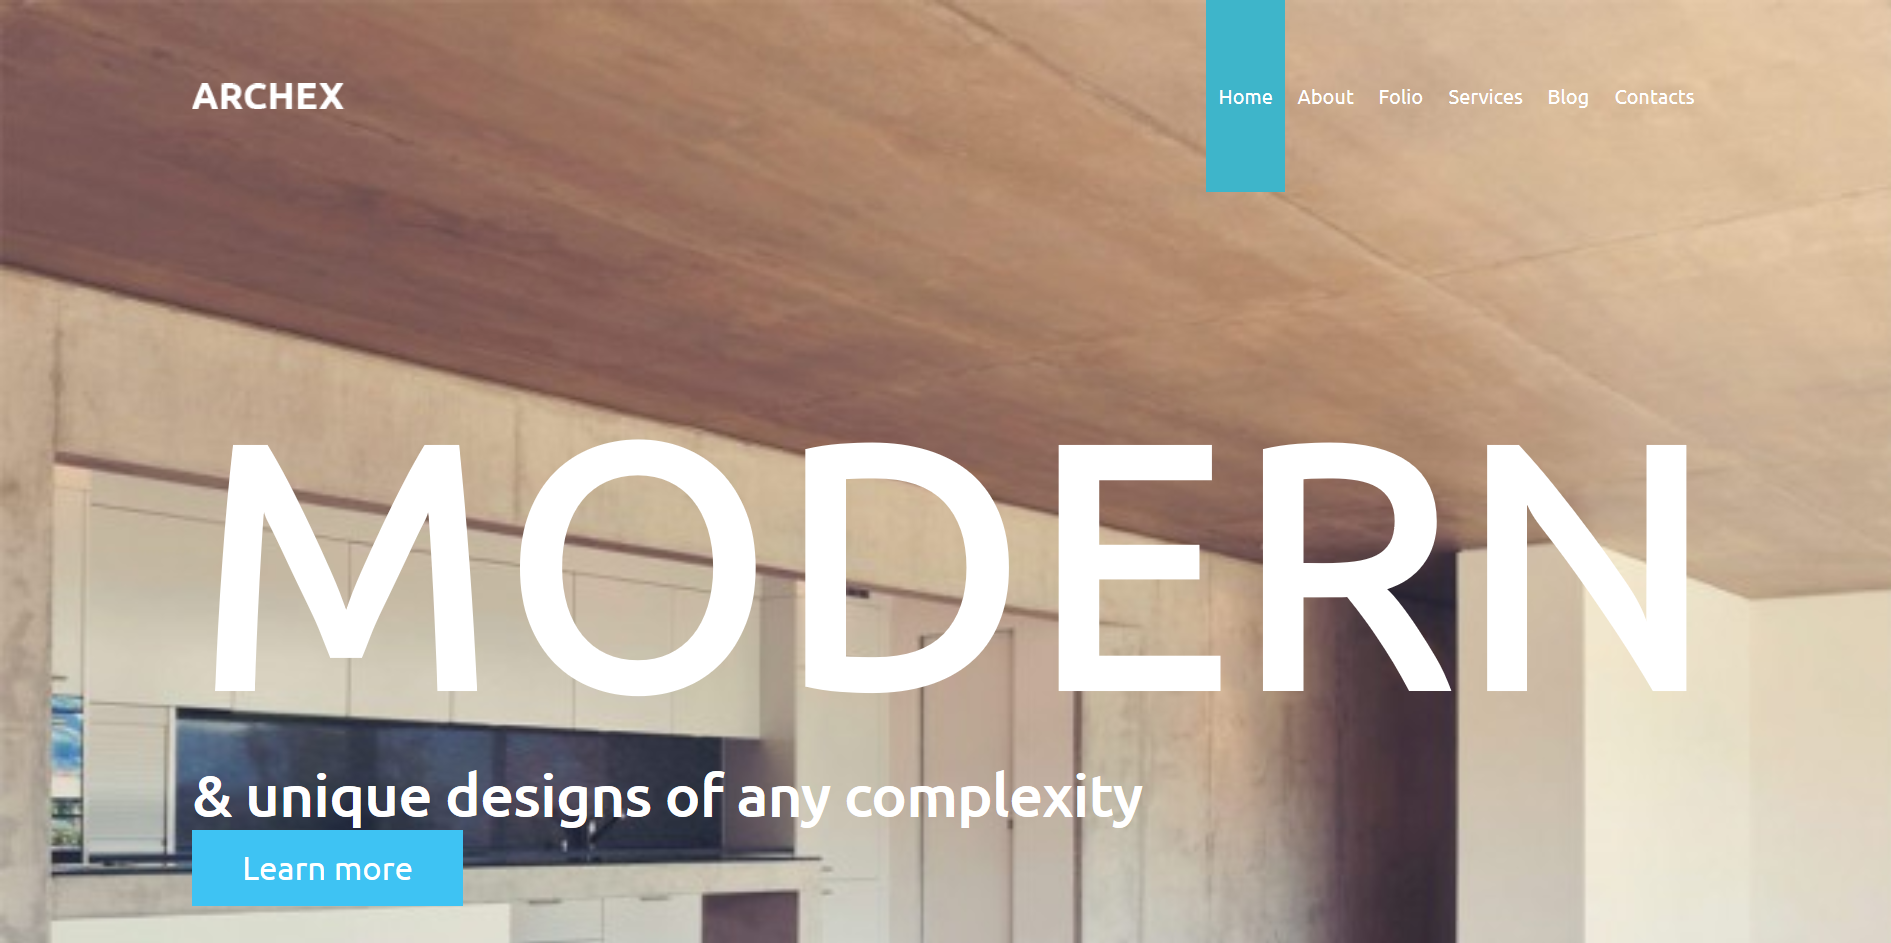 ARCHEX
Home About Folio Services Blog Contacts
MODERN
& unique designs of any complexity
Learn more